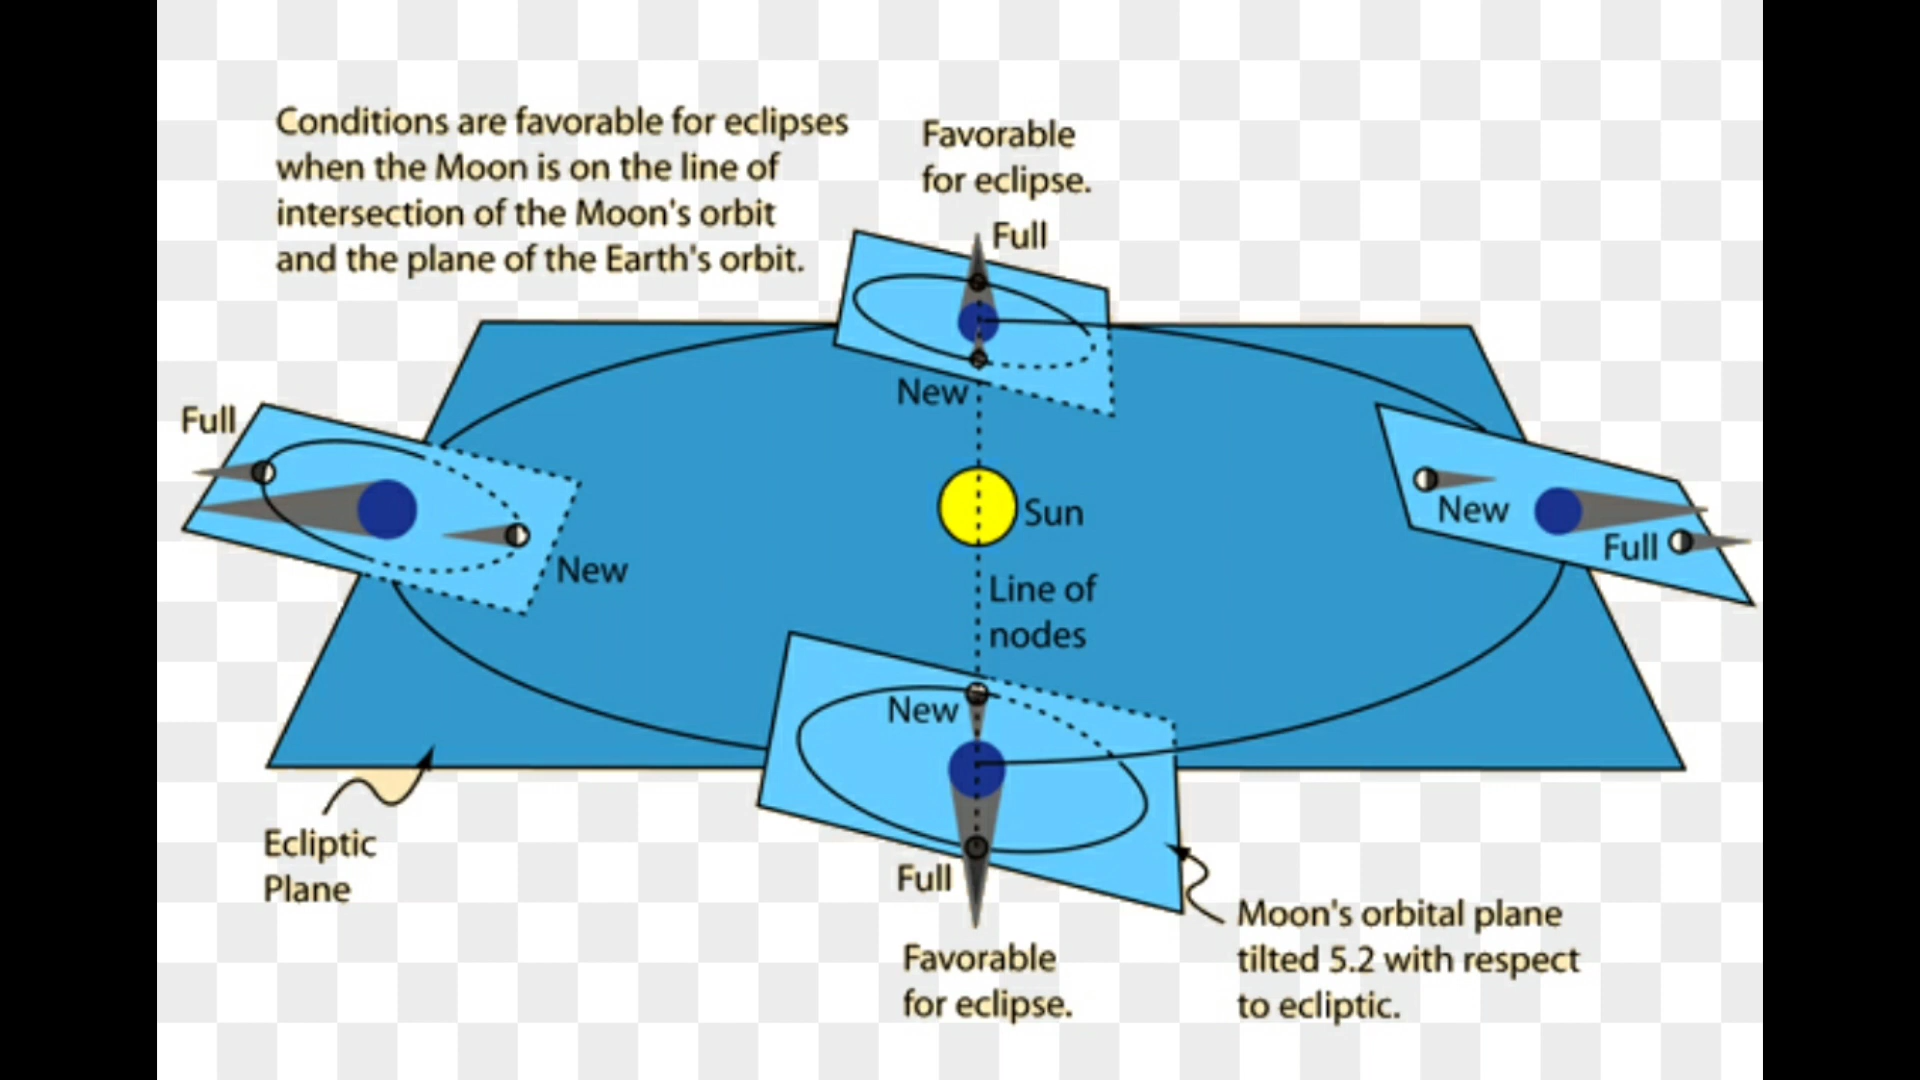 Conditions are favorable for eclipses
when the Moon is on the line of
intersection of the Moon's orbit
and the plane of the Earth's orbit.
Favorable
for eclipse.
Full
New
Full
New
Sun
New
Full
Line of
nodes
New
Full
Favorable
for eclipse.
Ecliptic
Plane
Moon's orbital plane
tilted 5.2 with respect
to ecliptic.